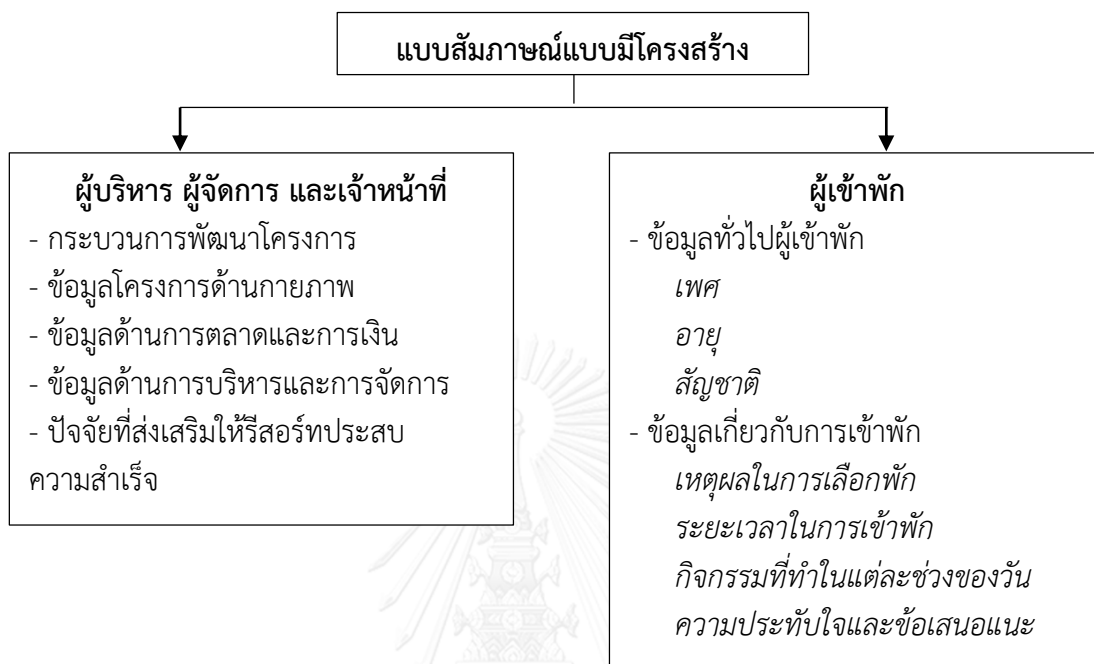 แบบสัมภาษณ์แบบมีโครงสร้าง
ผู้บริหาร ผู้จัดการ และเจ้าหน้าที่
- กระบวนการพัฒนาโครงการ
- ข้อมูลโครงการด้านกายภาพ
- ข้อมูลด้านการตลาดและการเงิน
- ข้อมูลด้านการบริหารและการจัดการ
- ปัจจัยที่ส่งเสริมให้รีสอร์ทประสบ
ความสำเร็จ
ผู้เข้าพัก
- ข้อมูลทั่วไปผู้เข้าพัก
เพศ
อายุ
สัญชาติ
- ข้อมูลเกี่ยวกับการเข้าพัก
เหตุผลในการเลือกพัก
ระยะเวลาในการเข้าพัก
กิจกรรมที่ทำในแต่ละช่วงของวัน
ความประทับใจและข้อเสนอแนะ